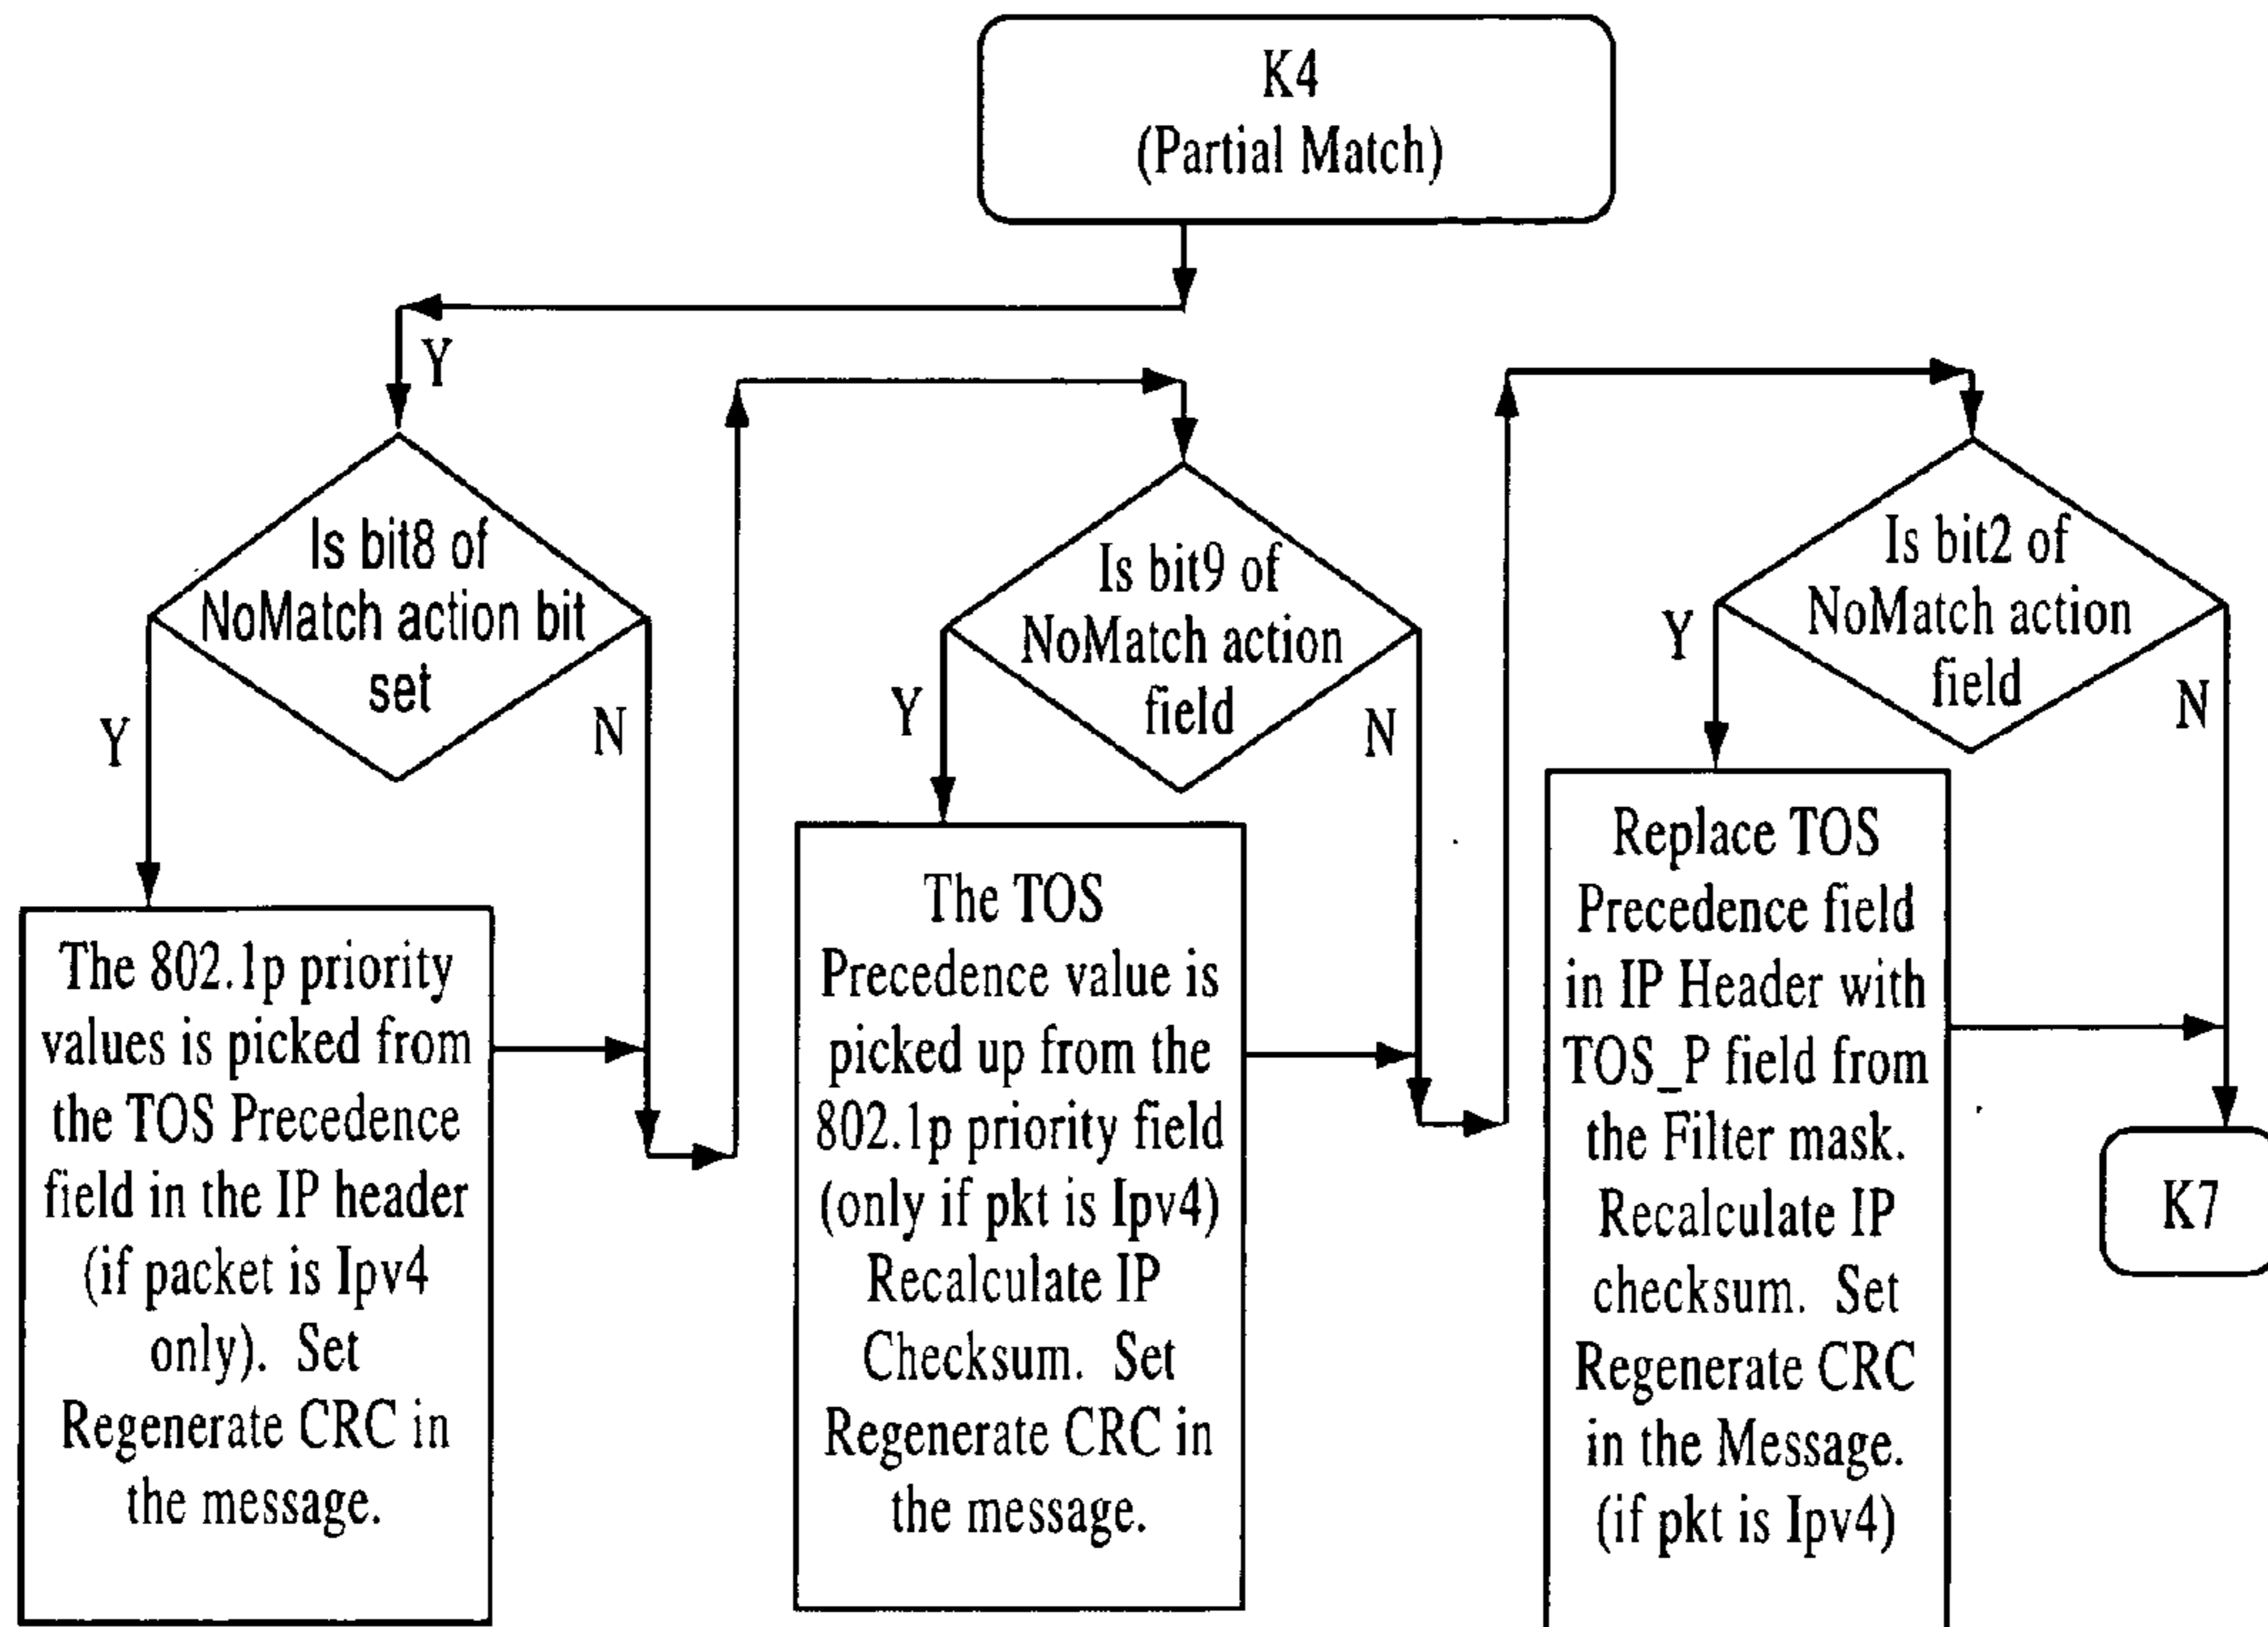 K4
(Partial Match)
Y
Is bit8 of
NoMatch action bit
set
Y
N
Is bit9 of
NoMatch action
field
Y
N
Is bit2 of
NoMatch action
field
Y
N
The 802.1p priority
values is picked from
the TOS Precedence
field in the IP header
(if packet is Ipv4
only). Set
Regenerate CRC in
the message.
The TOS
Precedence value is
picked up from the
802.1p priority field
(only if pkt is Ipv4)
Recalculate IP
Checksum. Set
Regenerate CRC in
the message.
Replace TOS
Precedence field
in IP Header with
TOS_P field from
the Filter mask.
Recalculate IP
checksum. Set
Regenerate CRC
in the Message.
(if pkt is Ipv4)
K7